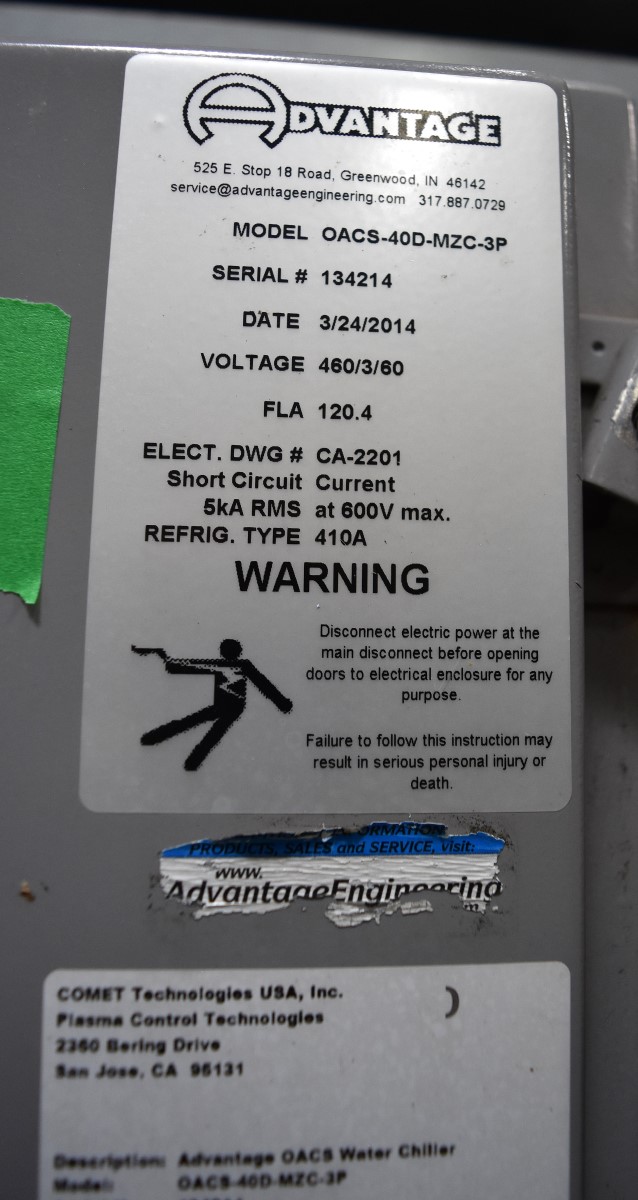 ADVANTAGE
525 E. Stop 18 Road, Greenwood, IN 46142
service@advantageengineering.com 317.887.0729
MODEL OACS-40D-MZC-3P
SERIAL # 134214
DATE 3/24/2014
VOLTAGE 460/3/60
FLA 120.4
ELECT. DWG # CA-2201
Short Circuit Current
5kA RMS at 600V max.
REFRIG. TYPE 410A
WARNING
Disconnect electric power at the
main disconnect before opening
doors to electrical enclosure for any
purpose.
Failure to follow this instruction may
result in serious personal injury or
death.
ORMATION
PRODUCTS, SALES and SERVICE, visit:
www.
AdvantageEngineering
m
COMET Technologies USA, Inc.
Plasma Control Technologies
2360 Bering Drive
San Jose, CA 95131
Description: Advantage OACS Water Chiller
Model: OACS-40D-MZC-3P